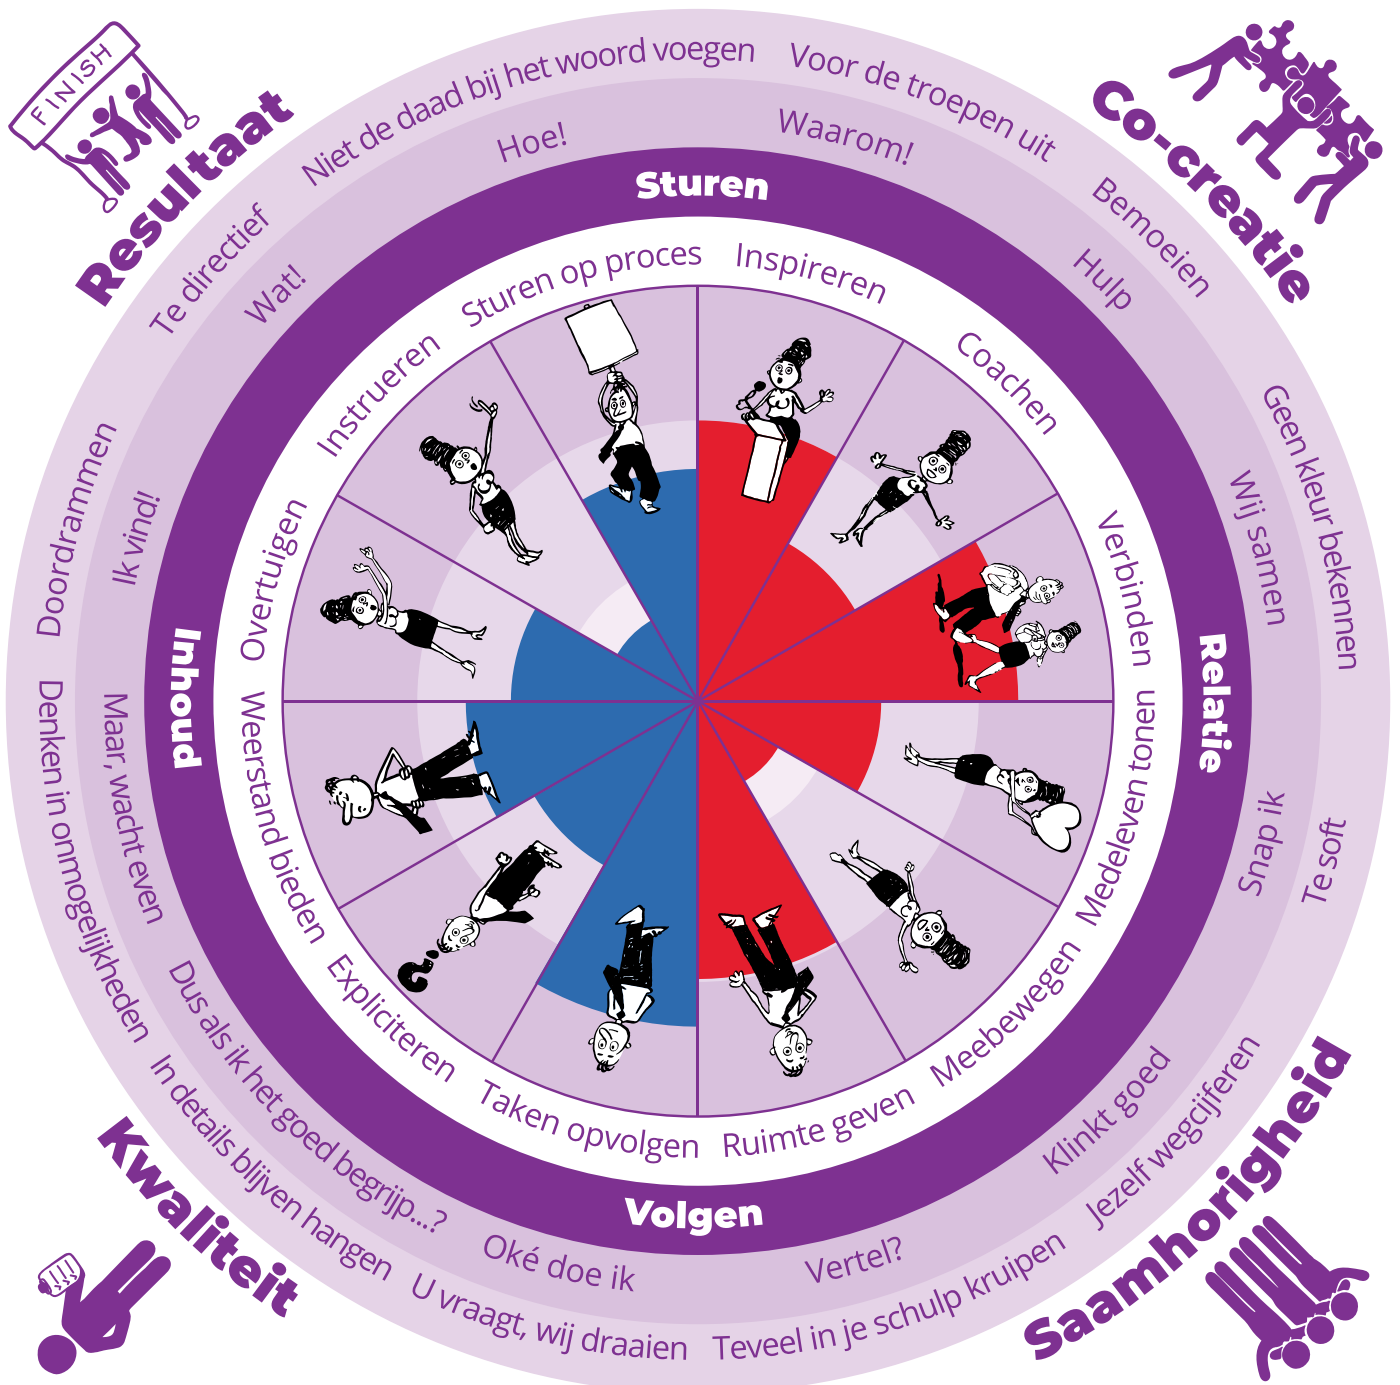 FINISH
Resultaat
Co-creatie
Niet de daad bij het woord voegen
Voor de troepen uit
Bemoeien
Geen kleur bekennen
Te soft
Jezelf wegcijferen
Teveel in je schulp kruipen
U vraagt, wij draaien
In details blijven hangen
Denken in onmogelijkheden
Doordrammen
Te directief
Hoe!
Waarom!
Hulp
Wij samen
Snap ik
Klinkt goed
Vertel?
Oké doe ik
Dus als ik het goed begrijp...?
Maar, wacht even
Ik vind!
Wat!
Sturen
Relatie
Volgen
Inhoud
Sturen op proces
Inspireren
Coachen
Verbinden
Medeleven tonen
Meebewegen
Ruimte geven
Taken opvolgen
Expliciteren
Weerstand bieden
Overtuigen
Instrueren
?
Kwaliteit
Saamhorigheid